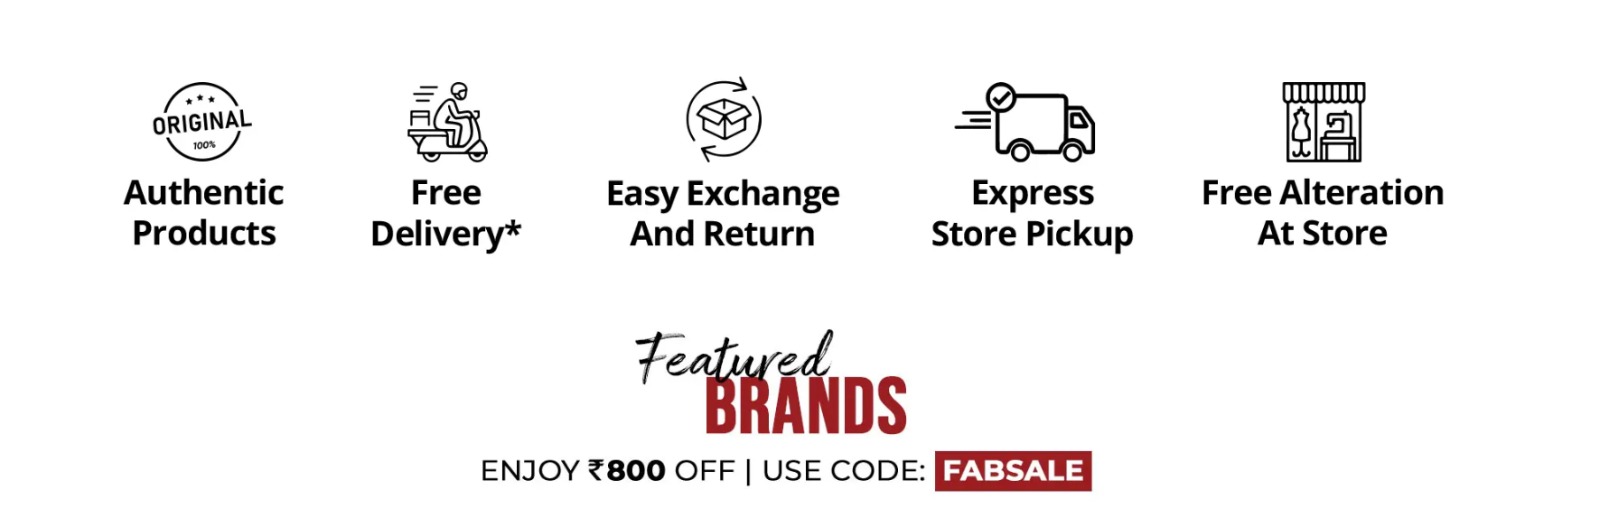 ORIGINAL
100%
Authentic
Products
Free
Delivery*
Easy Exchange
And Return
Express
Store Pickup
Free Alteration
At Store
Featured
BRANDS
ENJOY ₹800 OFF | USE CODE: FABSALE